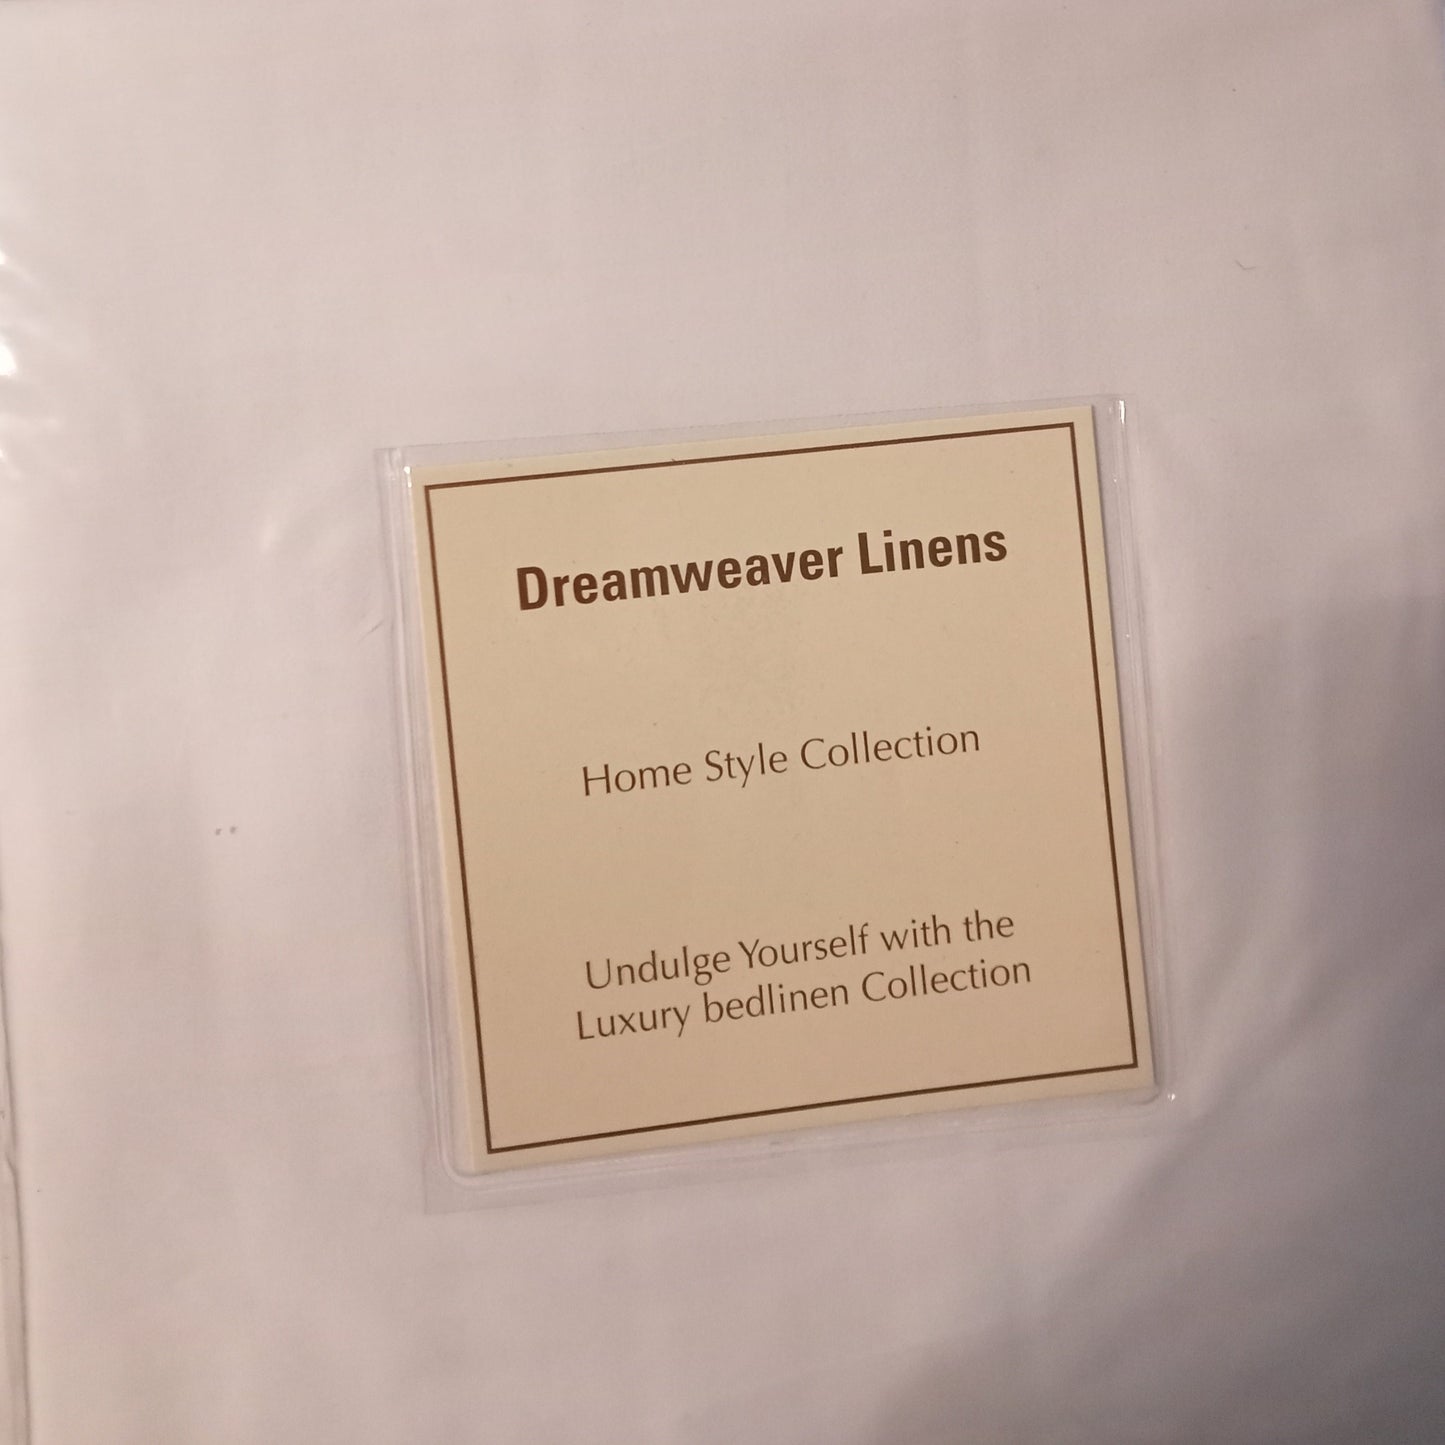 Dreamweaver Linens
Home Style Collection
Undulge Yourself with the
Luxury bedlinen Collection